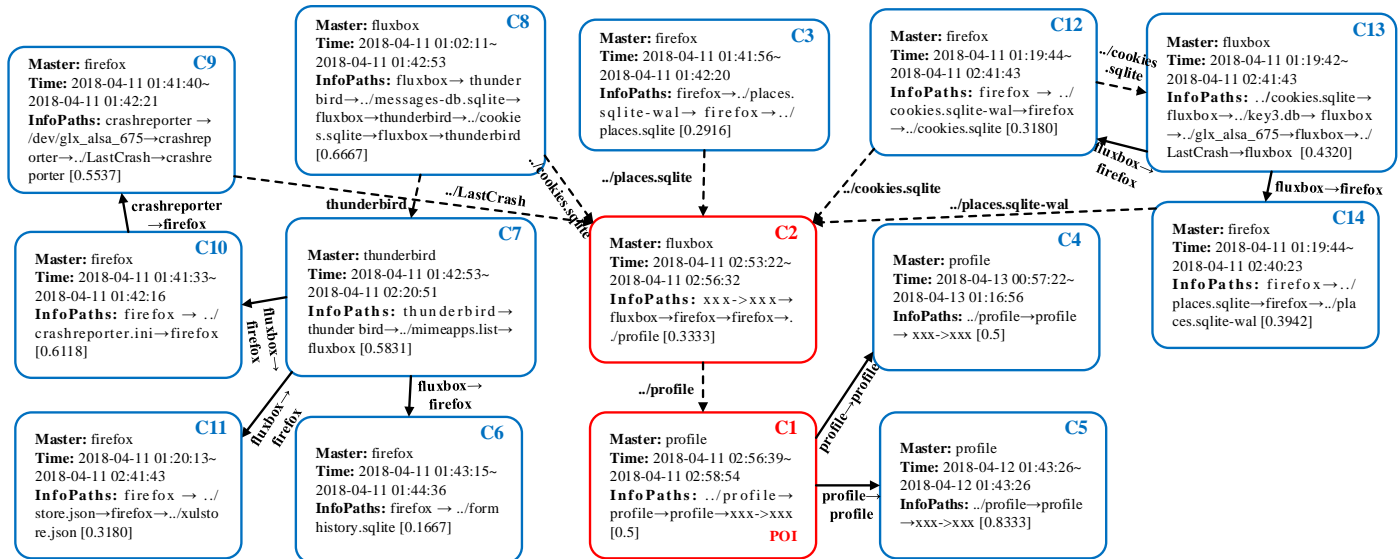 C9
Master: firefox
Time: 2018-04-11 01:41:40~
2018-04-11 01:42:21
InfoPaths: crashreporter →
/dev/glx_alsa_675→crashrep
orter→../LastCrash→crashre
porter [0.5537]
C8
Master: fluxbox
Time: 2018-04-11 01:02:11~
2018-04-11 01:42:53
InfoPaths: fluxbox→ thunder
bird→../messages-db.sqlite→
fluxbox→thunderbird→../cookie
s.sqlite→fluxbox→thunderbird
[0.6667]
C3
Master: firefox
Time: 2018-04-11 01:41:56~
2018-04-11 01:42:20
InfoPaths: firefox→../places.
sqlite-wal→ firefox→../
places.sqlite [0.2916]
C12
Master: firefox
Time: 2018-04-11 01:19:44~
2018-04-11 02:41:43
InfoPaths: firefox → ../
cookies.sqlite-wal→firefox
→../cookies.sqlite [0.3180]
../cookies
.sqlite
C13
Master: fluxbox
Time: 2018-04-11 01:19:42~
2018-04-11 02:41:43
InfoPaths: ../cookies.sqlite→
fluxbox→../key3.db→ fluxbox
→../glx_alsa_675→fluxbox→../
LastCrash→fluxbox [0.4320]
fluxbox→
firefox
fluxbox→firefox
crashreporter
→firefox
thunderbird
../LastCrash
../cookies.sqlite
../places.sqlite
../cookies.sqlite
../places.sqlite-wal
C10
Master: firefox
Time: 2018-04-11 01:41:33~
2018-04-11 01:42:16
InfoPaths: firefox → ../
crashreporter.ini→firefox
[0.6118]
fluxbox→
firefox
C7
Master: thunderbird
Time: 2018-04-11 01:42:53~
2018-04-11 02:20:51
InfoPaths: thunderbird→
thunder bird→../mimeapps.list→
fluxbox [0.5831]
C2
Master: fluxbox
Time: 2018-04-11 02:53:22~
2018-04-11 02:56:32
InfoPaths: xxx->xxx→
fluxbox→firefox→firefox→.
./profile [0.3333]
C4
Master: profile
Time: 2018-04-13 00:57:22~
2018-04-13 01:16:56
InfoPaths: ../profile→profile
→ xxx->xxx [0.5]
C14
Master: firefox
Time: 2018-04-11 01:19:44~
2018-04-11 02:40:23
InfoPaths: firefox→../
places.sqlite→firefox→../pla
ces.sqlite-wal [0.3942]
fluxbox→
firefox
fluxbox→
firefox
../profile
profile→profile
C11
Master: firefox
Time: 2018-04-11 01:20:13~
2018-04-11 02:41:43
InfoPaths: firefox → ../
store.json→firefox→../xulsto
re.json [0.3180]
C6
Master: firefox
Time: 2018-04-11 01:43:15~
2018-04-11 01:44:36
InfoPaths: firefox → ../form
history.sqlite [0.1667]
C1
Master: profile
Time: 2018-04-11 02:56:39~
2018-04-11 02:58:54
InfoPaths: ../profile→
profile→profile→xxx->xxx
[0.5]
POI
profile→
profile
C5
Master: profile
Time: 2018-04-12 01:43:26~
2018-04-12 01:43:26
InfoPaths: ../profile→profile
→xxx->xxx [0.8333]